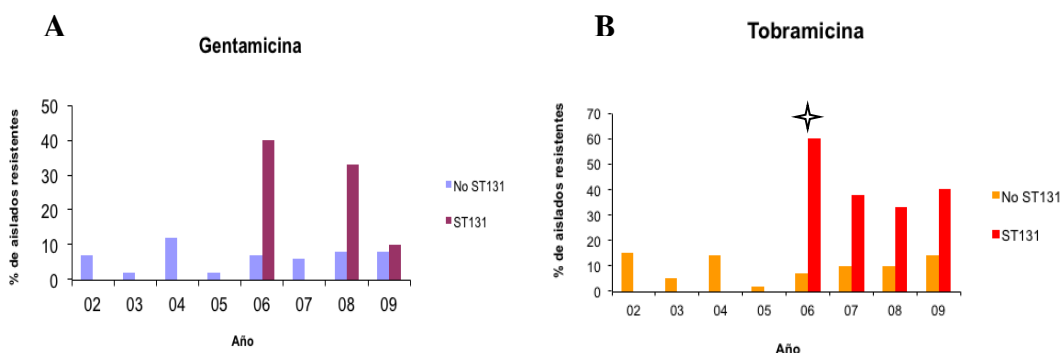 A
Gentamicina
% de aislados resistentes
50
40
30
20
10
0
02 03 04 05 06 07 08 09
Año
No ST131
ST131
B
Tobramicina
% de aislados resistentes
70
60
50
40
30
20
10
0
02 03 04 05 06 07 08 09
Año
No ST131
ST131